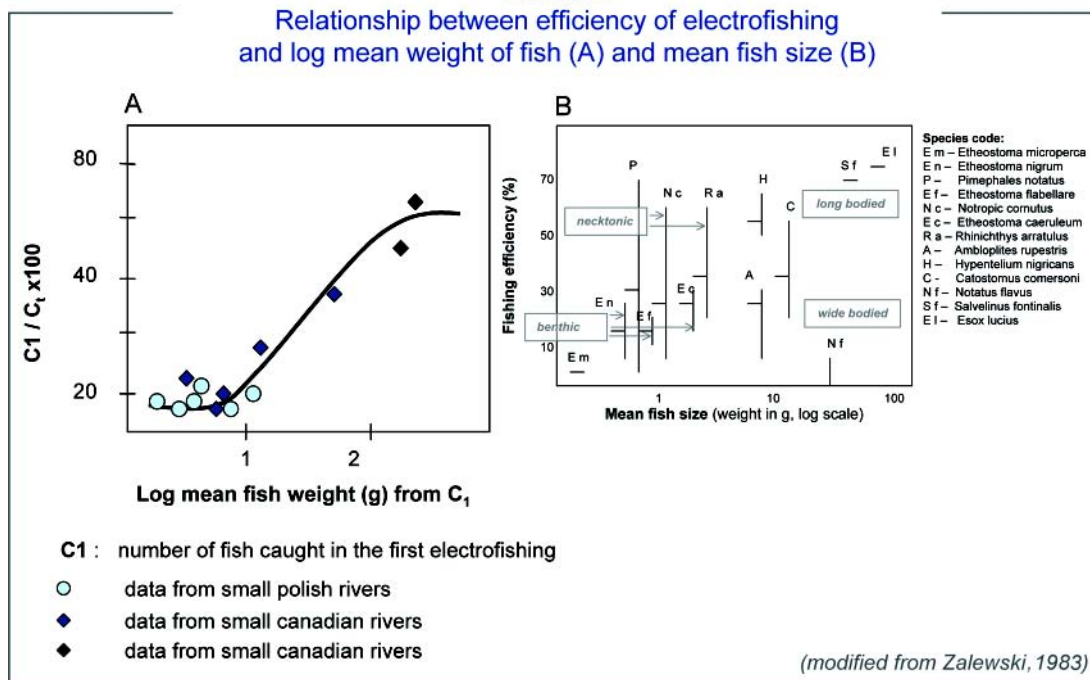 Relationship between efficiency of electrofishing
and log mean weight of fish (A) and mean fish size (B)
A
80
40
20
C1 / Ct x100
1 2
Log mean fish weight (g) from C1
B
Fishing efficiency (%)
70
50
30
10
P
N c
R a
H
C
S f
E l
necktonic
long bodied
A
E c
E n
E f
benthic
wide bodied
E m
N f
1 10 100
Mean fish size (weight in g, log scale)
Species code:
E m – Etheostoma microperca
E n – Etheostoma nigrum
P – Pimephales notatus
E f – Etheostoma flabellare
N c – Notropic cornutus
E c – Etheostoma caeruleum
R a – Rhinichthys arratulus
A – Ambloplites rupestris
H – Hypentelium nigricans
C - Catostomus comersoni
N f – Notatus flavus
S f – Salvelinus fontinalis
E l – Esox lucius
C1 : number of fish caught in the first electrofishing
data from small polish rivers
data from small canadian rivers
data from small canadian rivers
(modified from Zalewski, 1983)